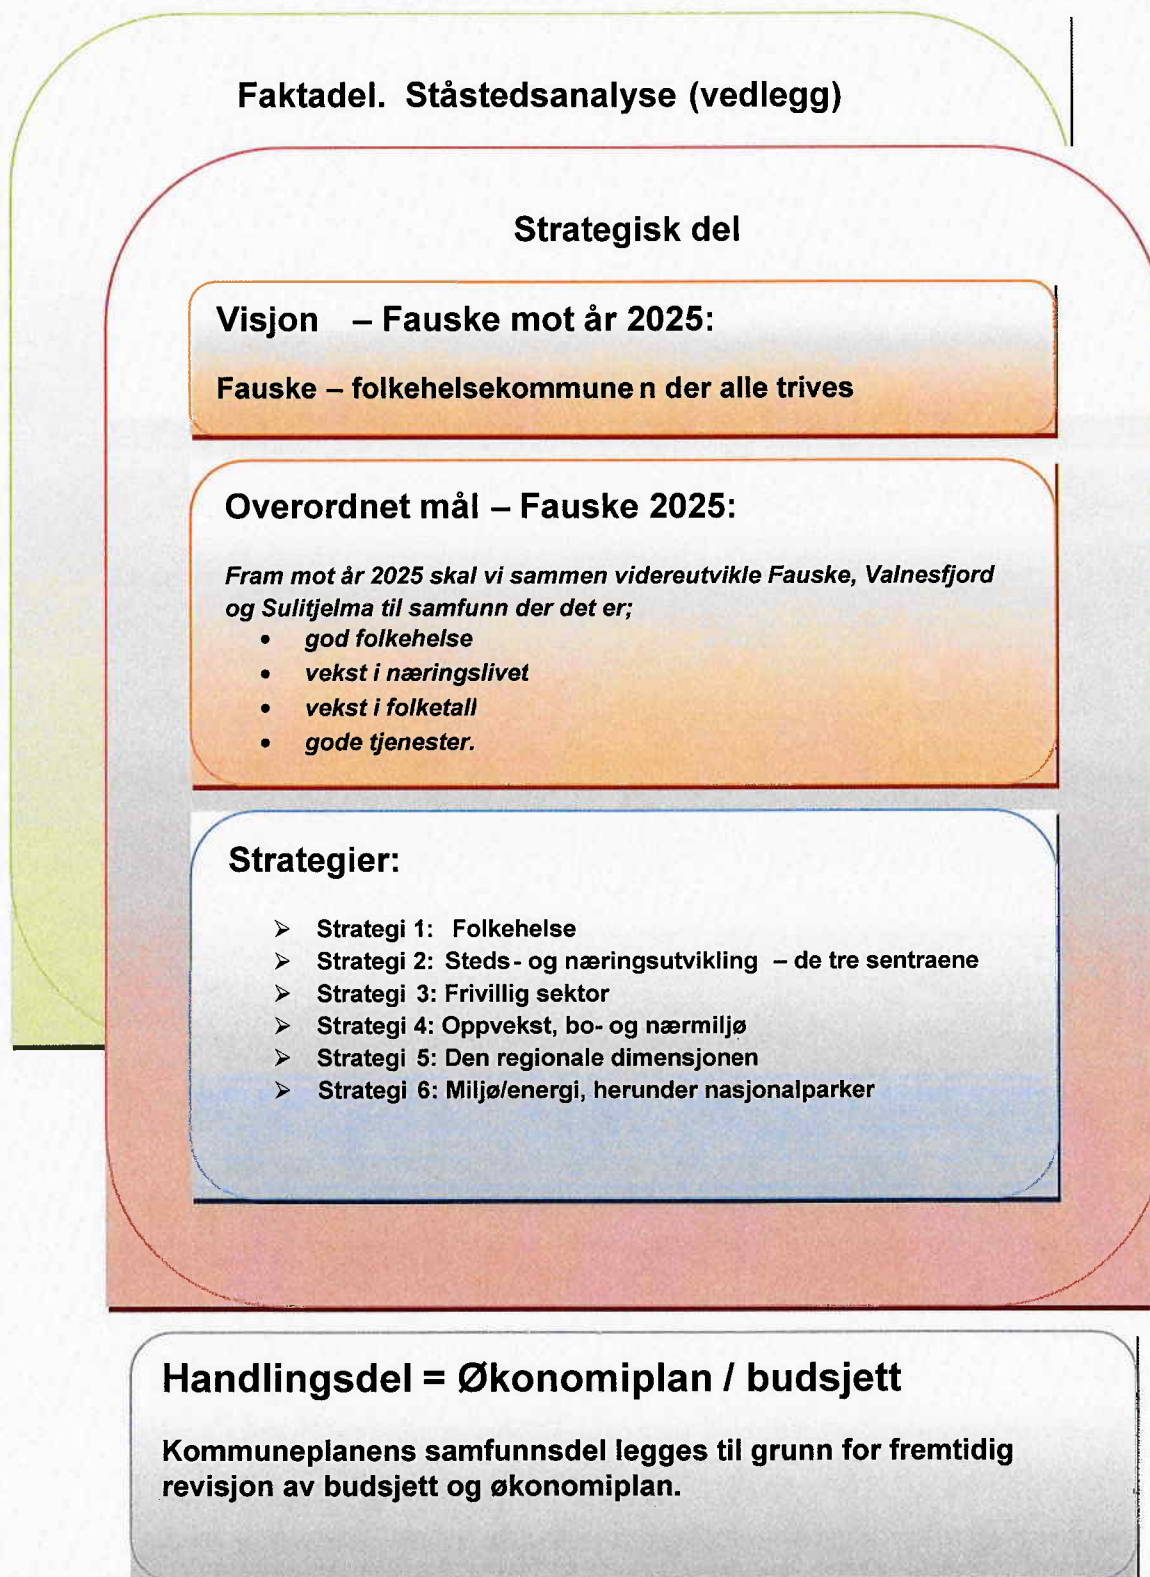 Faktadel. Ståstedsanalyse (vedlegg)
Strategisk del
Visjon – Fauske mot år 2025:
Fauske – folkehelsekommunen der alle trives
Overordnet mål – Fauske 2025:
Fram mot år 2025 skal vi sammen videreutvikle Fauske, Valnesfjord
og Sulitjelma til samfunn der det er;
• god folkehelse
• vekst i næringslivet
• vekst i folketall
• gode tjenester.
Strategier:
➢ Strategi 1: Folkehelse
➢ Strategi 2: Steds- og næringsutvikling – de tre sentraene
➢ Strategi 3: Frivillig sektor
➢ Strategi 4: Oppvekst, bo- og nærmiljø
➢ Strategi 5: Den regionale dimensjonen
➢ Strategi 6: Miljø/energi, herunder nasjonalparker
Handlingsdel = Økonomiplan / budsjett
Kommuneplanens samfunnsdel legges til grunn for fremtidig
revisjon av budsjett og økonomiplan.